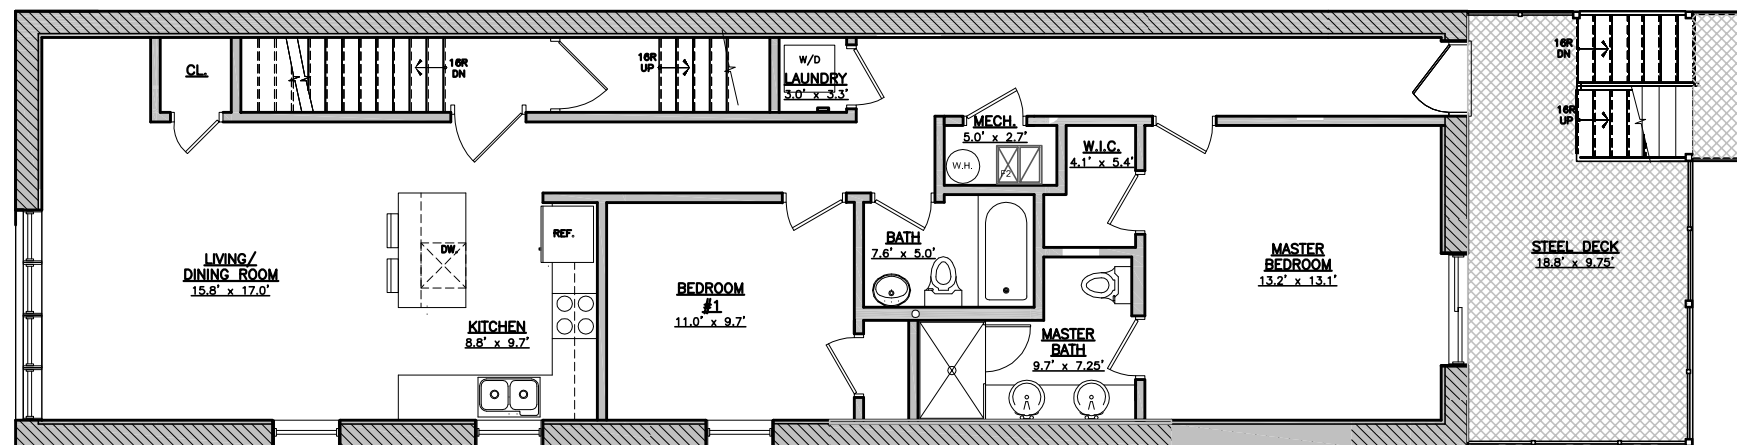 CL.
16R
DN
16R
UP
W/D
LAUNDRY
3.0' x 3.3'
16R
DN
16R
UP
MECH.
5.0' x 2.7'
W.H.
F2
W.I.C.
4.1' x 5.4'
LIVING/
DINING ROOM
15.8' x 17.0'
DW.
REF.
KITCHEN
8.8' x 9.7'
BEDROOM
#1
11.0' x 9.7'
BATH
7.6' x 5.0'
MASTER
BATH
9.7' x 7.25'
MASTER
BEDROOM
13.2' x 13.1'
STEEL DECK
18.8' x 9.75'